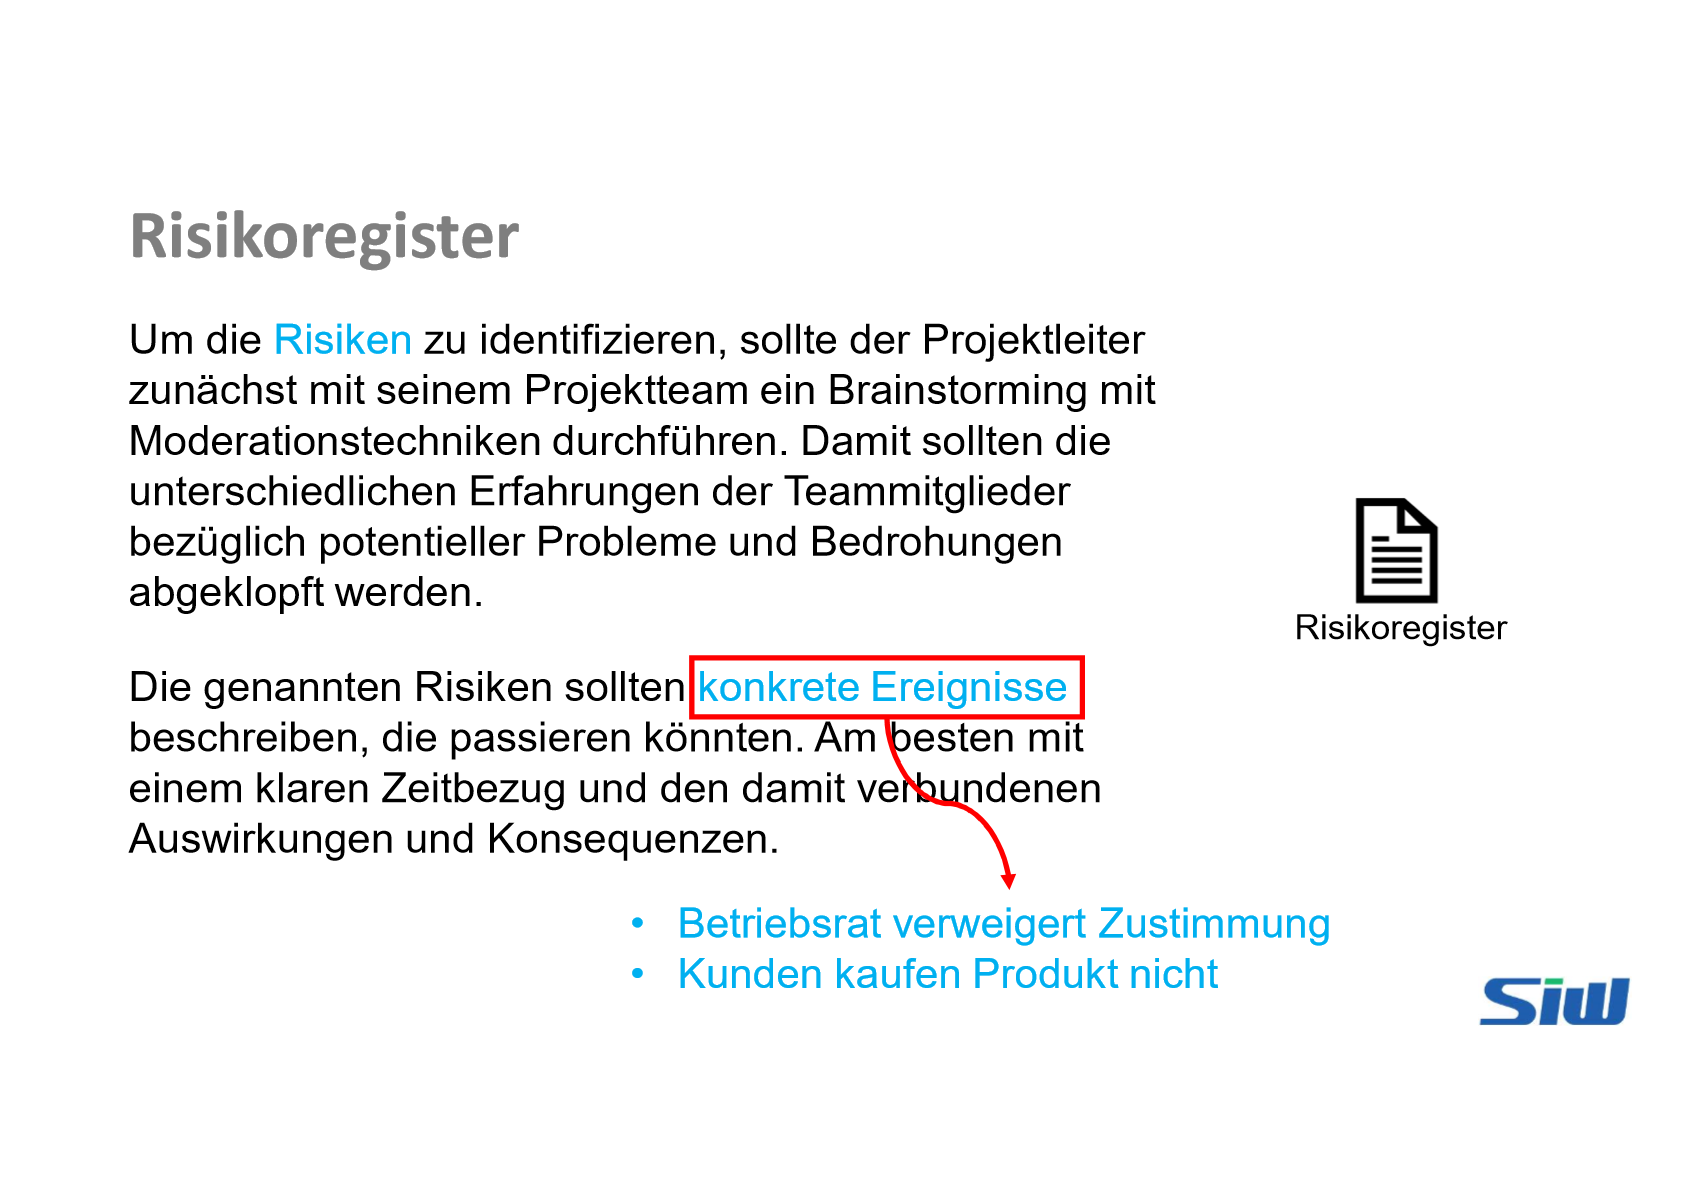 Risikoregister
Um die Risiken zu identifizieren, sollte der Projektleiter
zunächst mit seinem Projektteam ein Brainstorming mit
Moderationstechniken durchführen. Damit sollten die
unterschiedlichen Erfahrungen der Teammitglieder
bezüglich potentieller Probleme und Bedrohungen
abgeklopft werden.
Risikoregister
Die genannten Risiken sollten konkrete Ereignisse
beschreiben, die passieren könnten. Am besten mit
einem klaren Zeitbezug und den damit verbundenen
Auswirkungen und Konsequenzen.
• Betriebsrat verweigert Zustimmung
• Kunden kaufen Produkt nicht
Siw